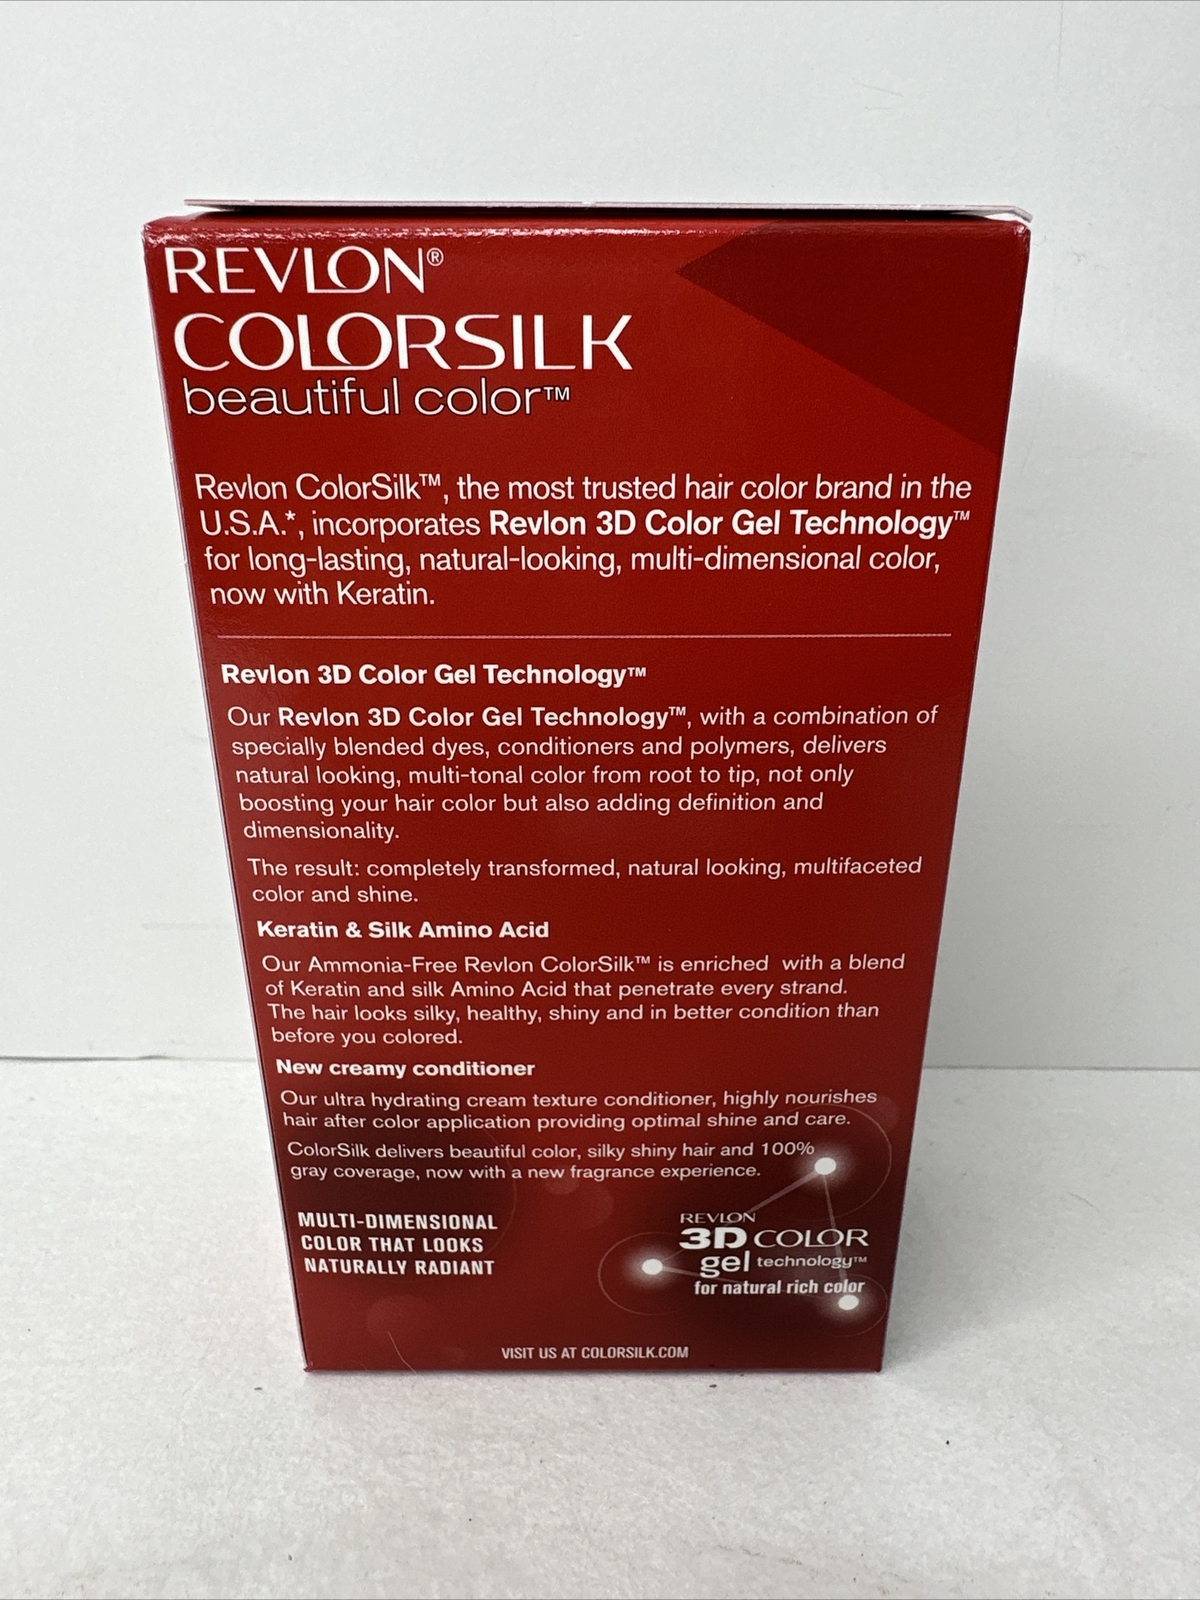 REVLON®
COLORSILK
beautiful color™
Revlon ColorSilk™, the most trusted hair color brand in the
U.S.A.*, incorporates Revlon 3D Color Gel Technology™
for long-lasting, natural-looking, multi-dimensional color,
now with Keratin.
Revlon 3D Color Gel Technology™
Our Revlon 3D Color Gel Technology™, with a combination of
specially blended dyes, conditioners and polymers, delivers
natural looking, multi-tonal color from root to tip, not only
boosting your hair color but also adding definition and
dimensionality.
The result: completely transformed, natural looking, multifaceted
color and shine.
Keratin & Silk Amino Acid
Our Ammonia-Free Revlon ColorSilk™ is enriched with a blend
of Keratin and silk Amino Acid that penetrate every strand.
The hair looks silky, healthy, shiny and in better condition than
before you colored.
New creamy conditioner
Our ultra hydrating cream texture conditioner, highly nourishes
hair after color application providing optimal shine and care.
ColorSilk delivers beautiful color, silky shiny hair and 100%
gray coverage, now with a new fragrance experience.
MULTI-DIMENSIONAL
COLOR THAT LOOKS
NATURALLY RADIANT
REVLON
3D COLOR
gel technology™
for natural rich color
VISIT US AT COLORSILK.COM